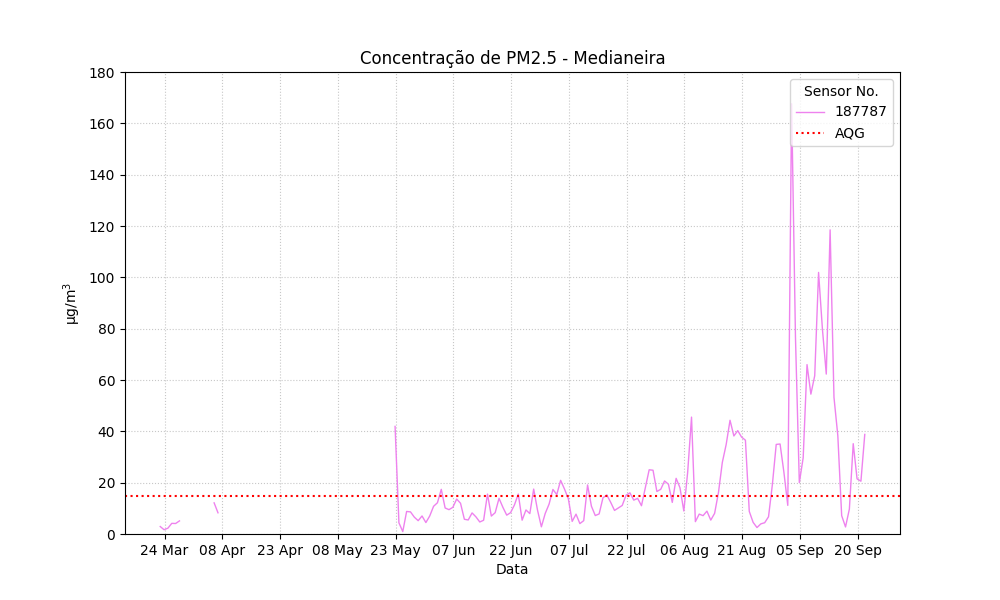 Concentração de PM2.5 - Medianeira
Sensor No.
187787
AQG
180
160
140
120
100
80
60
40
20
0
µg/m³
24 Mar
08 Apr
23 Apr
08 May
23 May
07 Jun
22 Jun
07 Jul
22 Jul
06 Aug
21 Aug
05 Sep
20 Sep
Data